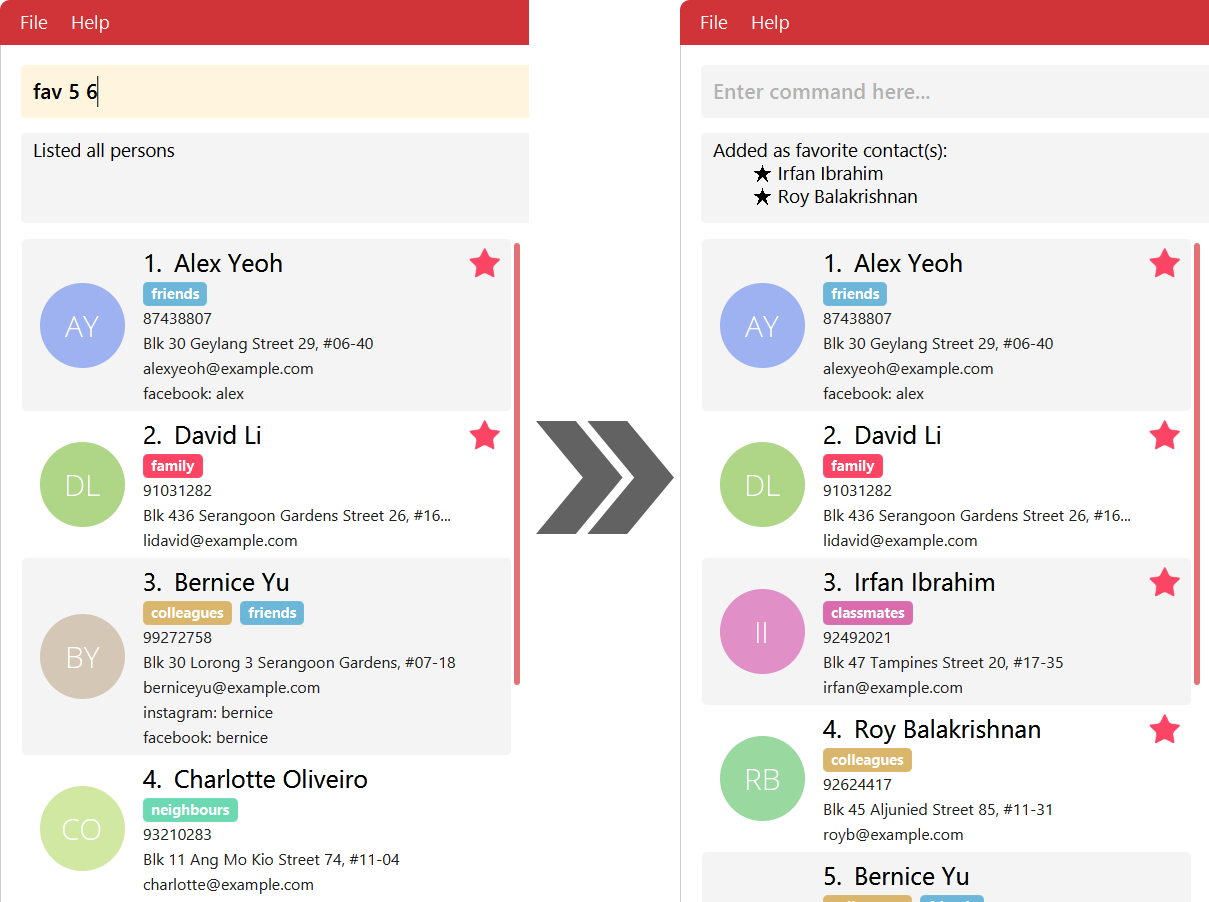 File Help
fav 5 6
Listed all persons
1. Alex Yeoh
AY
friends
87438807
Blk 30 Geylang Street 29, #06-40
alexyeoh@example.com
facebook: alex
2. David Li
DL
family
91031282
Blk 436 Serangoon Gardens Street 26, #16...
lidavid@example.com
3. Bernice Yu
BY
colleagues friends
99272758
Blk 30 Lorong 3 Serangoon Gardens, #07-18
berniceyu@example.com
instagram: bernice
facebook: bernice
4. Charlotte Oliveiro
CO
neighbours
93210283
Blk 11 Ang Mo Kio Street 74, #11-04
charlotte@example.com
File Help
Enter command here...
Added as favorite contact(s):
★ Irfan Ibrahim
★ Roy Balakrishnan
1. Alex Yeoh
AY
friends
87438807
Blk 30 Geylang Street 29, #06-40
alexyeoh@example.com
facebook: alex
2. David Li
DL
family
91031282
Blk 436 Serangoon Gardens Street 26, #16...
lidavid@example.com
3. Irfan Ibrahim
II
classmates
92492021
Blk 47 Tampines Street 20, #17-35
irfan@example.com
4. Roy Balakrishnan
RB
colleagues
92624417
Blk 45 Aljunied Street 85, #11-31
royb@example.com
5. Bernice Yu